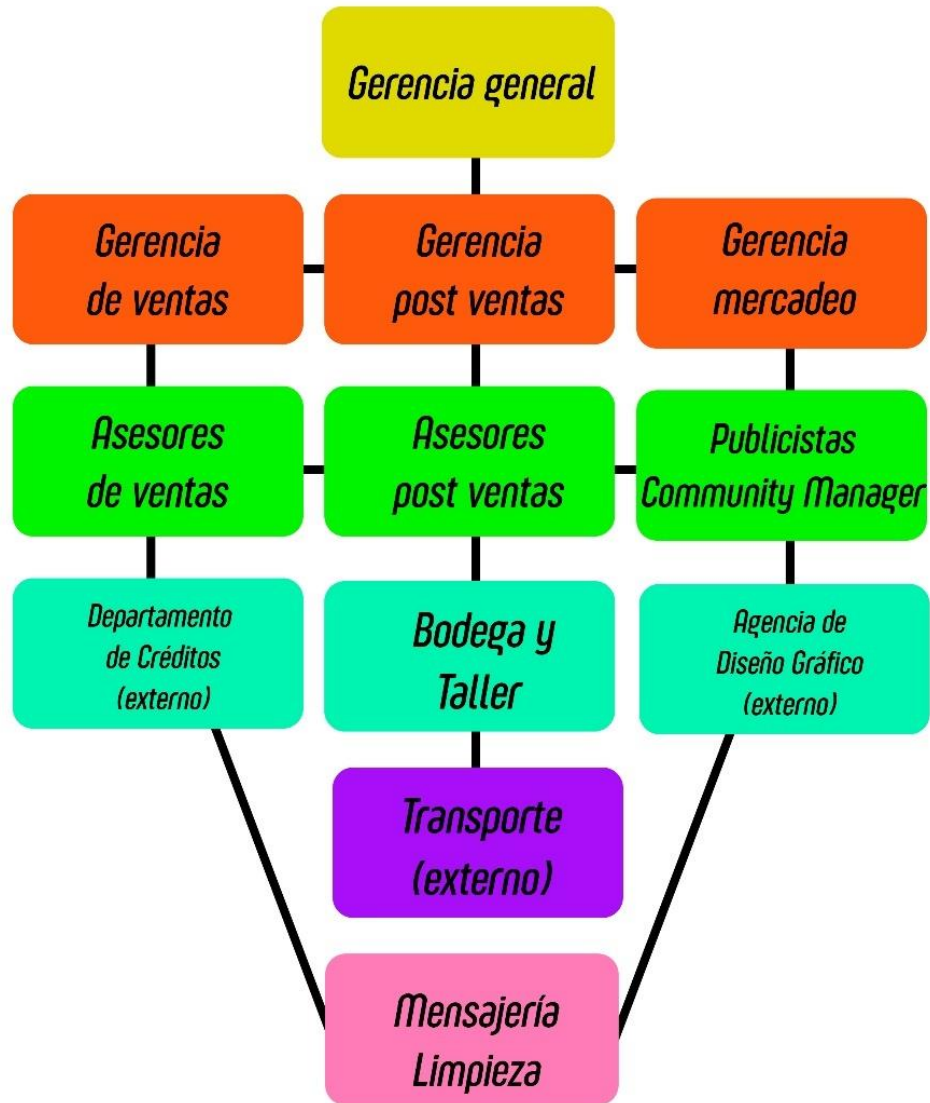 Gerencia general
Gerencia
de ventas
Gerencia
post ventas
Gerencia
mercadeo
Asesores
de ventas
Asesores
post ventas
Publicistas
Community Manager
Departamento
de Créditos
(externo)
Bodega y
Taller
Agencia de
Diseño Gráfico
(externo)
Transporte
(externo)
Mensajería
Limpieza